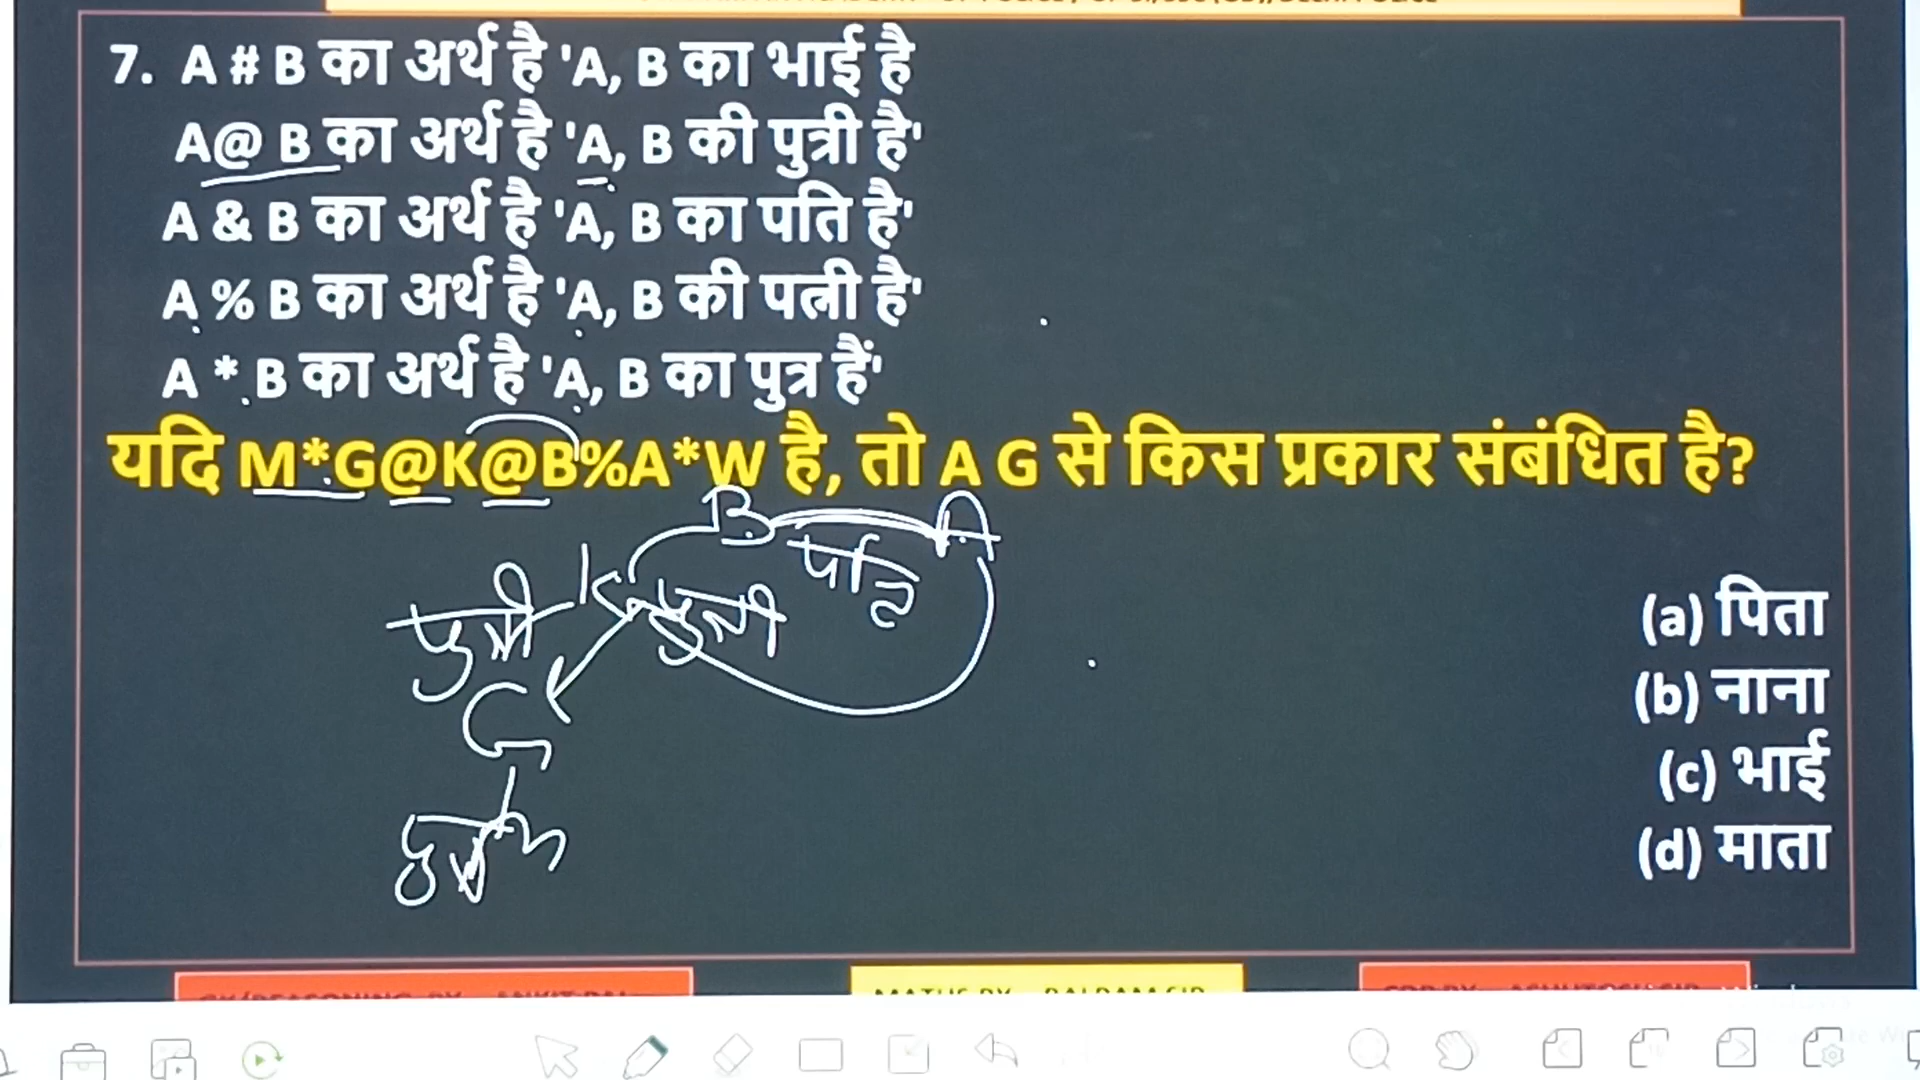 7. A # B का अर्थ है 'A, B का भाई है
A@ B का अर्थ है 'A, B की पुत्री है'
A & B का अर्थ है 'A, B का पति है'
A % B का अर्थ है 'A, B की पत्नी है'
A * B का अर्थ है 'A, B का पुत्र हैं'
यदि M*G@K@B%A*W है, तो A G से किस प्रकार संबंधित है?
B A
पति
K
पुत्री पुत्री
G
(a) पिता
(b) नाना
(c) भाई
(d) माता